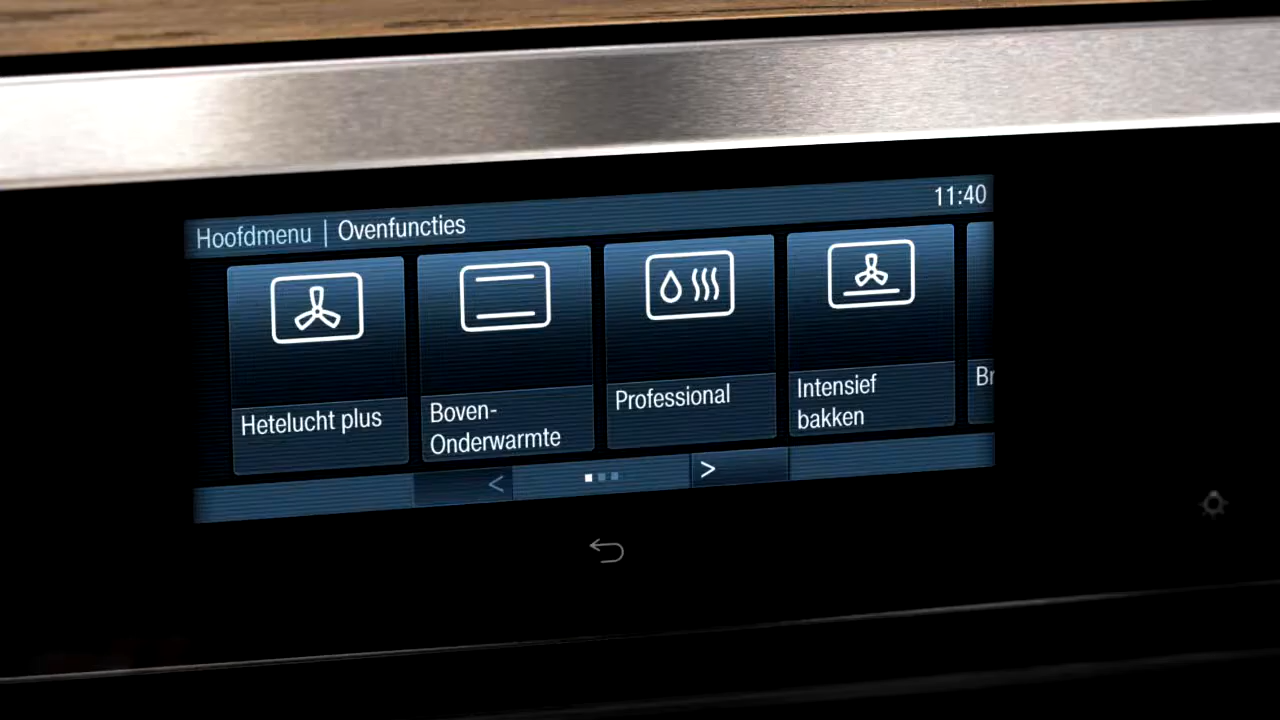 Hoofdmenu | Ovenfuncties
11:40
Hetelucht plus
Boven-
Onderwarmte
Professional
Intensief
bakken
Br
< >